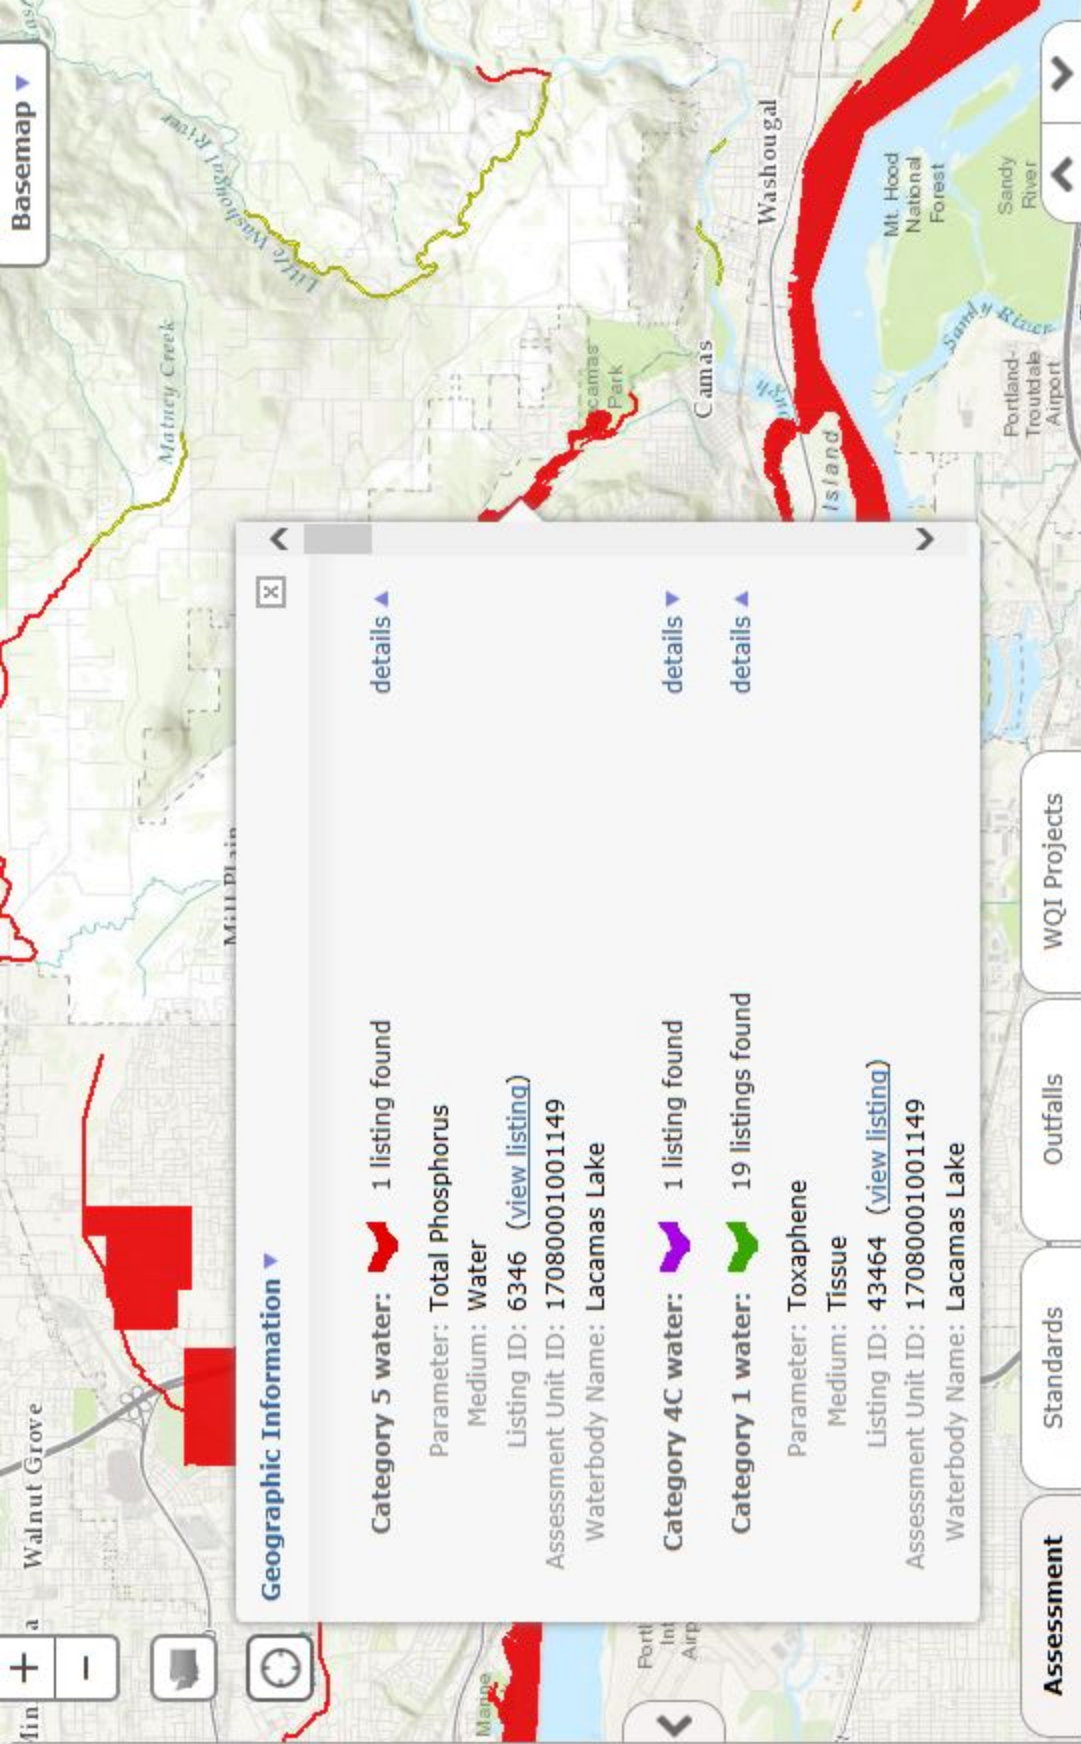 Basemap
Walnut Grove
Matney Creek
Little Washougal River
Mill Plain
Park
Camas
Washougal
Mt. Hood
National
Forest
Sandy
River
Sandy River
Portland-
Troutdale
Airport
Island
Geographic Information
x
Category 5 water: 1 listing found details
Parameter: Total Phosphorus
Medium: Water
Listing ID: 6346 (view listing)
Assessment Unit ID: 17080001001149
Waterbody Name: Lacamas Lake
Category 4C water: 1 listing found details
Category 1 water: 19 listings found details
Parameter: Toxaphene
Medium: Tissue
Listing ID: 43464 (view listing)
Assessment Unit ID: 17080001001149
Waterbody Name: Lacamas Lake
Assessment
Standards
Outfalls
WQI Projects